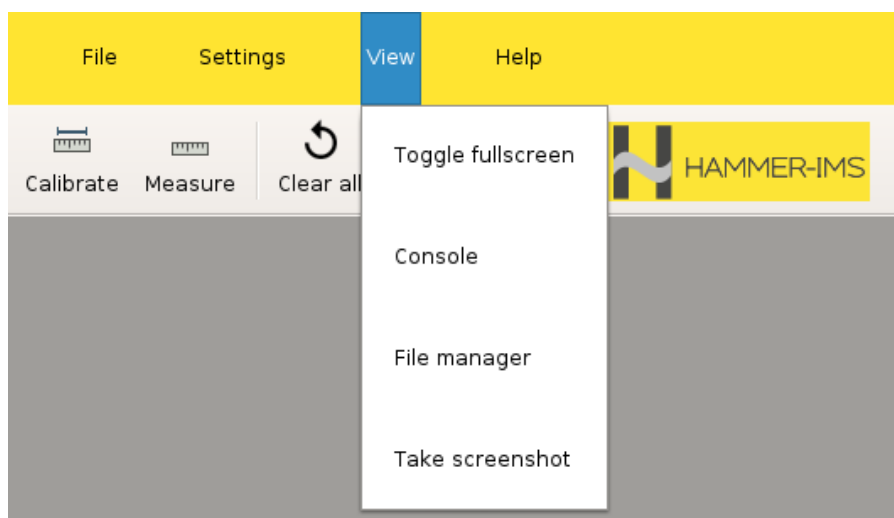 File Settings View Help
Calibrate Measure Clear all
HAMMER-IMS
Toggle fullscreen
Console
File manager
Take screenshot